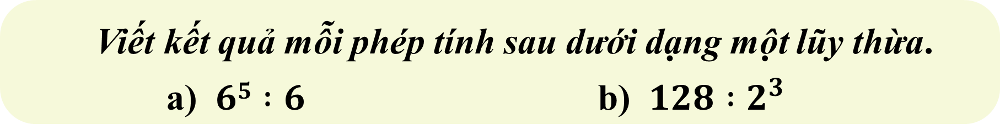 Viết kết quả mỗi phép tính sau dưới dạng một lũy thừa.
a) 6⁵ : 6 b) 128 : 2³